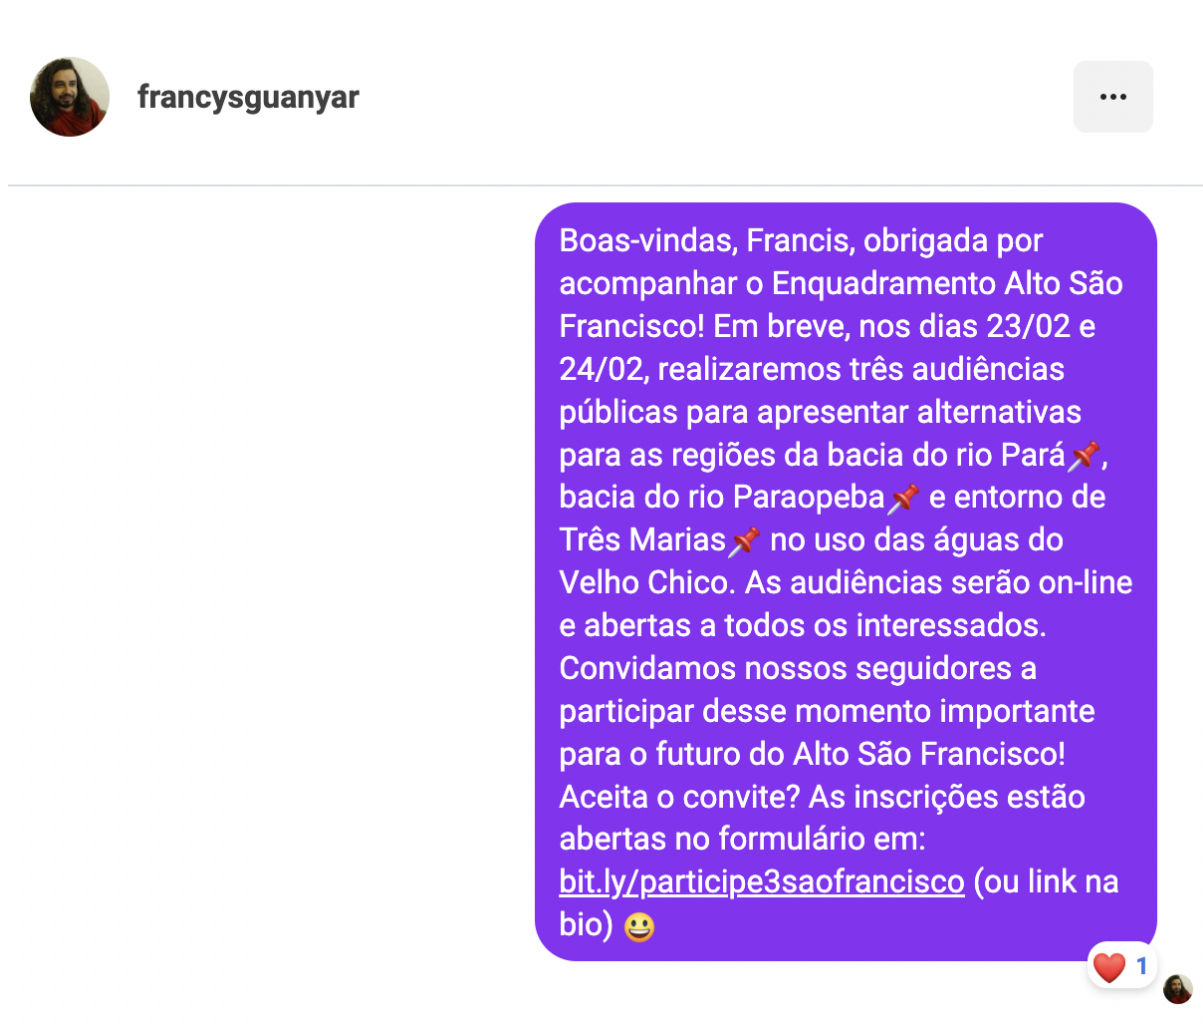 francysguanyar
Boas-vindas, Francis, obrigada por
acompanhar o Enquadramento Alto São
Francisco! Em breve, nos dias 23/02 e
24/02, realizaremos três audiências
públicas para apresentar alternativas
para as regiões da bacia do rio Pará📌,
bacia do rio Paraopeba📌 e entorno de
Três Marias📌 no uso das águas do
Velho Chico. As audiências serão on-line
e abertas a todos os interessados.
Convidamos nossos seguidores a
participar desse momento importante
para o futuro do Alto São Francisco!
Aceita o convite? As inscrições estão
abertas no formulário em:
bit.ly/participe3saofrancisco (ou link na
bio) 😃
❤️ 1